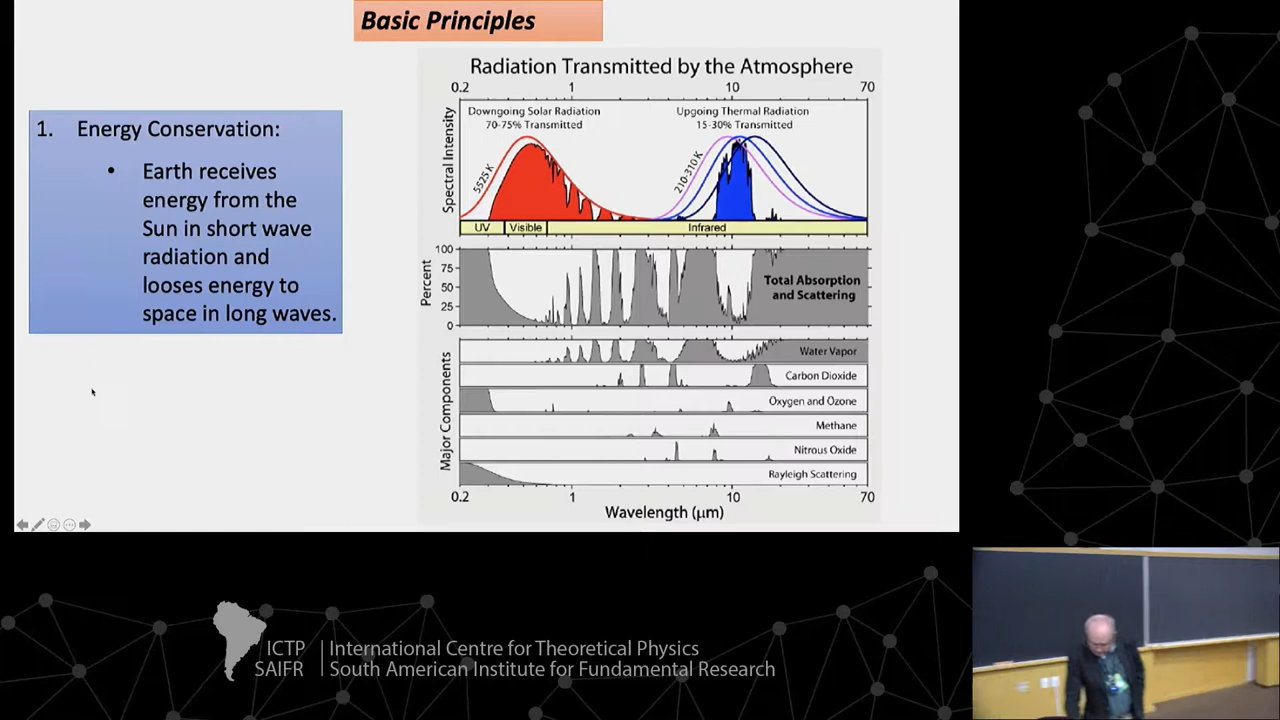 Basic Principles
1. Energy Conservation:
• Earth receives
energy from the
Sun in short wave
radiation and
looses energy to
space in long waves.
Radiation Transmitted by the Atmosphere
0.2 1 10 70
Spectral Intensity
Downgoing Solar Radiation
70-75% Transmitted
Upgoing Thermal Radiation
15-30% Transmitted
5525 K
210-310 K
UV Visible Infrared
Percent
100
75
50
25
0
Total Absorption
and Scattering
Major Components
Water Vapor
Carbon Dioxide
Oxygen and Ozone
Methane
Nitrous Oxide
Rayleigh Scattering
0.2 1 10 70
Wavelength (μm)
ICTP International Centre for Theoretical Physics
SAIFR South American Institute for Fundamental Research